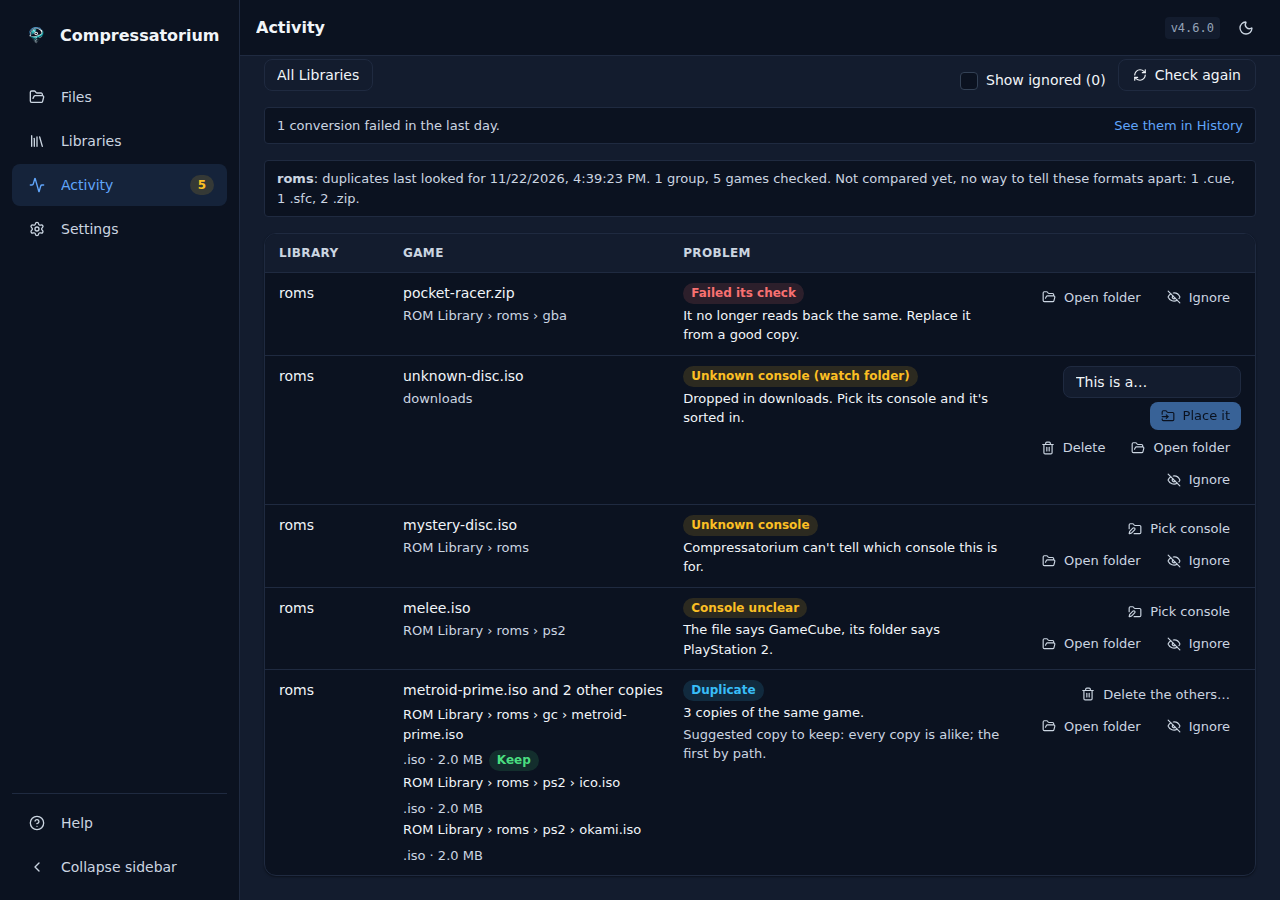 Compressatorium
Activity
v4.6.0
Files
Libraries
Activity
5
Settings
Help
Collapse sidebar
All Libraries
Show ignored (0)
Check again
1 conversion failed in the last day.
See them in History
roms: duplicates last looked for 11/22/2026, 4:39:23 PM. 1 group, 5 games checked. Not compared yet, no way to tell these formats apart: 1 .cue,
1 .sfc, 2 .zip.
LIBRARY
GAME
PROBLEM
roms
pocket-racer.zip
ROM Library › roms › gba
Failed its check
It no longer reads back the same. Replace it
from a good copy.
Open folder
Ignore
roms
unknown-disc.iso
downloads
Unknown console (watch folder)
Dropped in downloads. Pick its console and it's
sorted in.
This is a...
Place it
Delete
Open folder
Ignore
roms
mystery-disc.iso
ROM Library › roms
Unknown console
Compressatorium can't tell which console this is
for.
Pick console
Open folder
Ignore
roms
melee.iso
ROM Library › roms › ps2
Console unclear
The file says GameCube, its folder says
PlayStation 2.
Pick console
Open folder
Ignore
roms
metroid-prime.iso and 2 other copies
ROM Library › roms › gc › metroid-
prime.iso
.iso · 2.0 MB Keep
ROM Library › roms › ps2 › ico.iso
.iso · 2.0 MB
ROM Library › roms › ps2 › okami.iso
.iso · 2.0 MB
Duplicate
3 copies of the same game.
Suggested copy to keep: every copy is alike; the
first by path.
Delete the others...
Open folder
Ignore